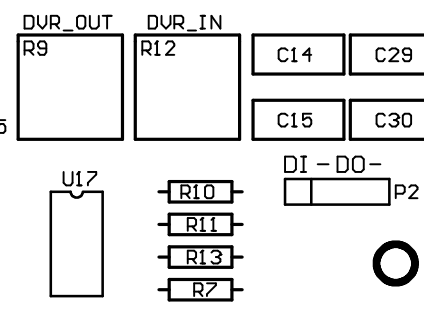 DVR_OUT DVR_IN
R9 R12 C14 C29
C15 C30
DI -DO-
U17 R10 P2
R11
R13
R7